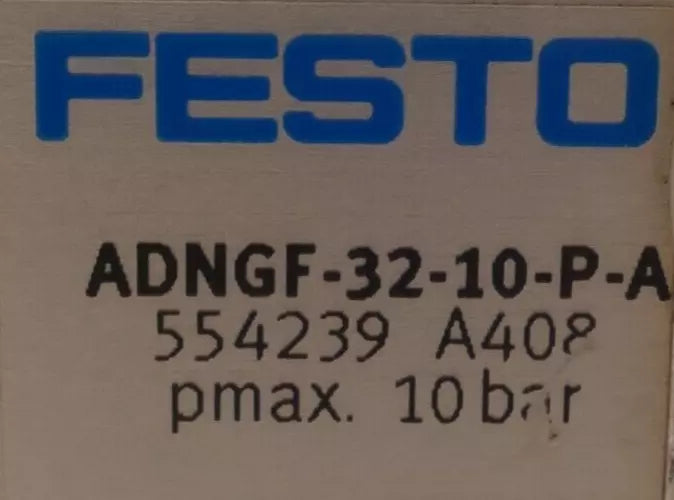 FESTO
ADNGF-32-10-P-A
554239 A408
pmax. 10 bar